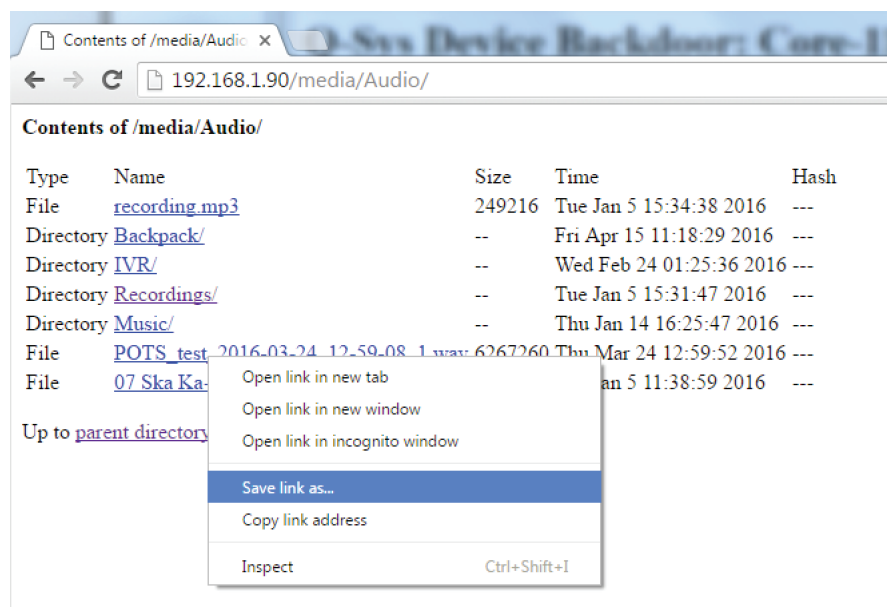 Contents of /media/Audio
Q-Sys Device Backdoor: Core-1
192.168.1.90/media/Audio/
Contents of /media/Audio/
Type Name Size Time Hash
File recording.mp3 249216 Tue Jan 5 15:34:38 2016 ---
Directory Backpack/ -- Fri Apr 15 11:18:29 2016 ---
Directory IVR/ -- Wed Feb 24 01:25:36 2016 ---
Directory Recordings/ -- Tue Jan 5 15:31:47 2016 ---
Directory Music/ -- Thu Jan 14 16:25:47 2016 ---
File POTS_test_2016-03-24_12-59-08_1.wav 6267260 Thu Mar 24 12:59:52 2016 ---
File 07 Ska Ka- an 5 11:38:59 2016 ---
Up to parent directory
Open link in new tab
Open link in new window
Open link in incognito window
Save link as...
Copy link address
Inspect Ctrl+Shift+I